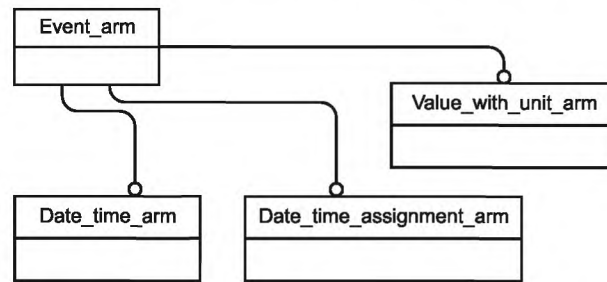 Event_arm
Value_with_unit_arm
Date_time_arm
Date_time_assignment_arm